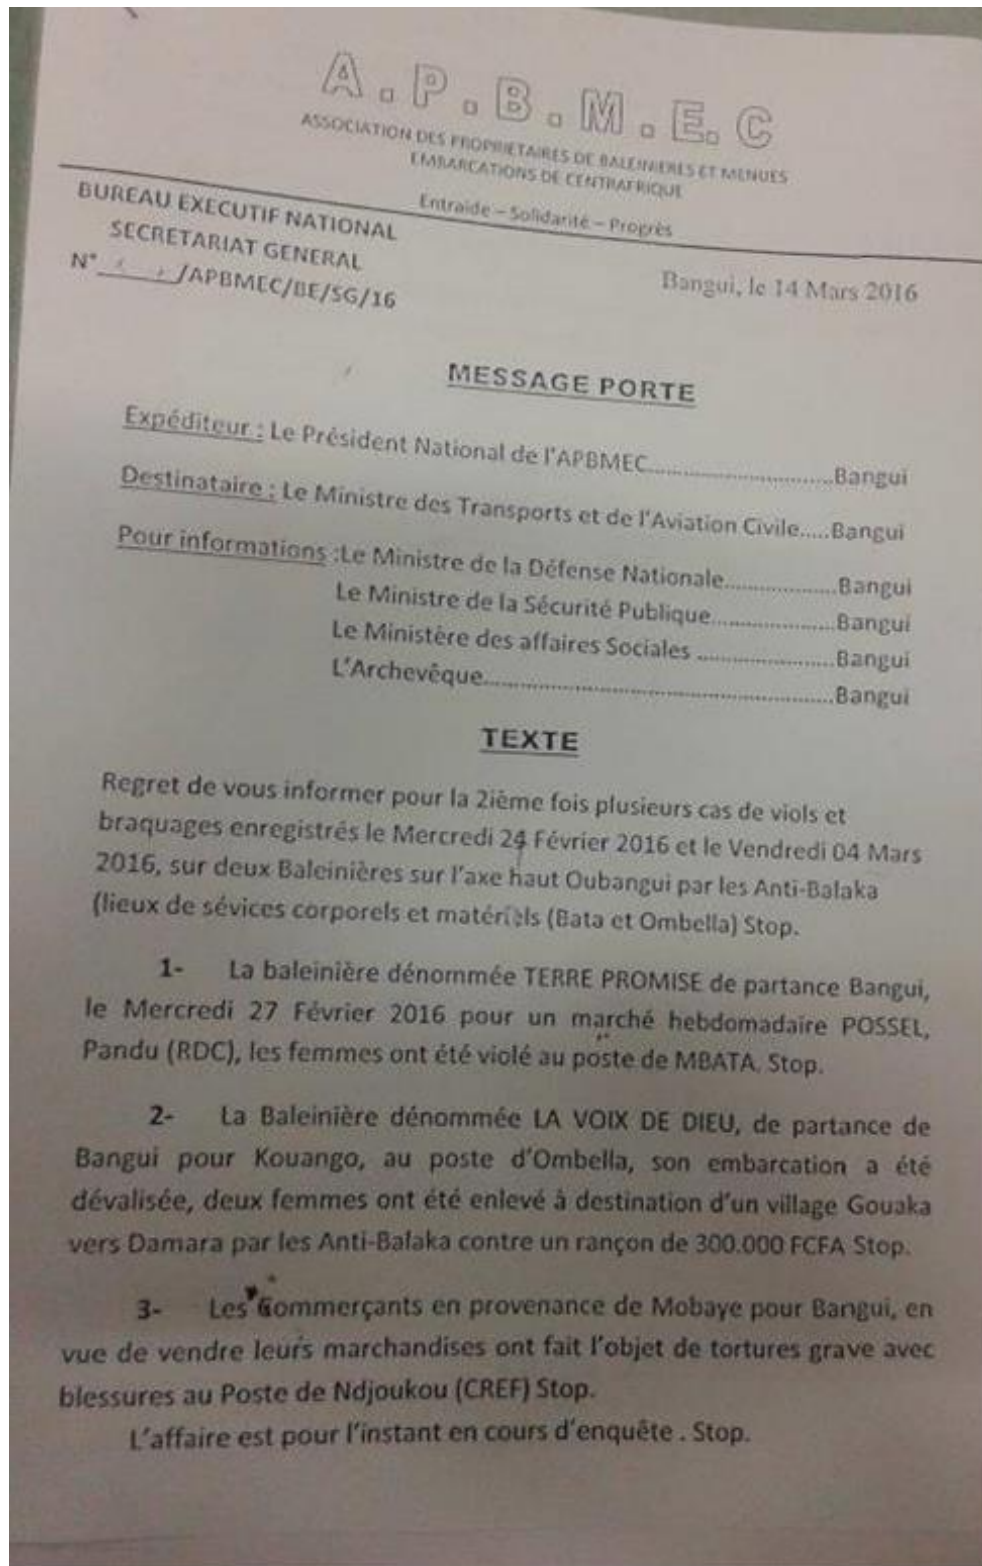 A.P.B.M.E.C
ASSOCIATION DES PROPRIETAIRES DE BALEINIERES ET MENUES
EMBARCATIONS DE CENTRAFRIQUE
Entraide – Solidarité – Progrès
BUREAU EXECUTIF NATIONAL
SECRETARIAT GENERAL
N°______/APBMEC/BE/SG/16
Bangui, le 14 Mars 2016
MESSAGE PORTE
Expéditeur : Le Président National de l'APBMEC..............................Bangui
Destinataire : Le Ministre des Transports et de l'Aviation Civile.....Bangui
Pour informations :Le Ministre de la Défense Nationale...................Bangui
Le Ministre de la Sécurité Publique.....................Bangui
Le Ministère des affaires Sociales .......................Bangui
L'Archevêque..........................................................Bangui
TEXTE
Regret de vous informer pour la 2ième fois plusieurs cas de viols et
braquages enregistrés le Mercredi 24 Février 2016 et le Vendredi 04 Mars
2016, sur deux Baleinières sur l'axe haut Oubangui par les Anti-Balaka
(lieux de sévices corporels et matériels (Bata et Ombella) Stop.
1- La baleinière dénommée TERRE PROMISE de partance Bangui,
le Mercredi 27 Février 2016 pour un marché hebdomadaire POSSEL,
Pandu (RDC), les femmes ont été violé au poste de MBATA. Stop.
2- La Baleinière dénommée LA VOIX DE DIEU, de partance de
Bangui pour Kouango, au poste d'Ombella, son embarcation a été
dévalisée, deux femmes ont été enlevé à destination d'un village Gouaka
vers Damara par les Anti-Balaka contre un rançon de 300.000 FCFA Stop.
3- Les Commerçants en provenance de Mobaye pour Bangui, en
vue de vendre leurs marchandises ont fait l'objet de tortures grave avec
blessures au Poste de Ndjoukou (CREF) Stop.
L'affaire est pour l'instant en cours d'enquête . Stop.